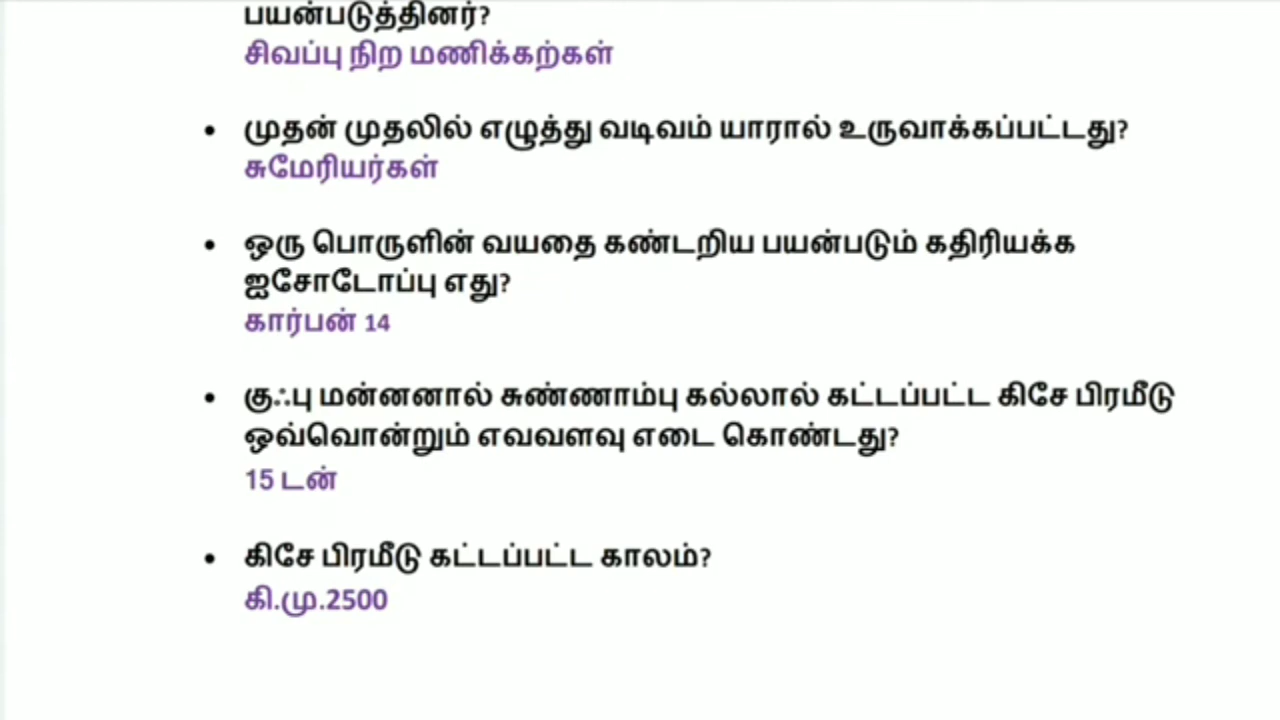 பயன்படுத்தினர்?
சிவப்பு நிற மணிக்கற்கள்
• முதன் முதலில் எழுத்து வடிவம் யாரால் உருவாக்கப்பட்டது?
சுமேரியர்கள்
• ஒரு பொருளின் வயதை கண்டறிய பயன்படும் கதிரியக்க
ஐசோடோப்பு எது?
கார்பன் 14
• குஃபு மன்னனால் சுண்ணாம்பு கல்லால் கட்டப்பட்ட கிசே பிரமீடு
ஒவ்வொன்றும் எவவளவு எடை கொண்டது?
15 டன்
• கிசே பிரமீடு கட்டப்பட்ட காலம்?
கி.மு.2500